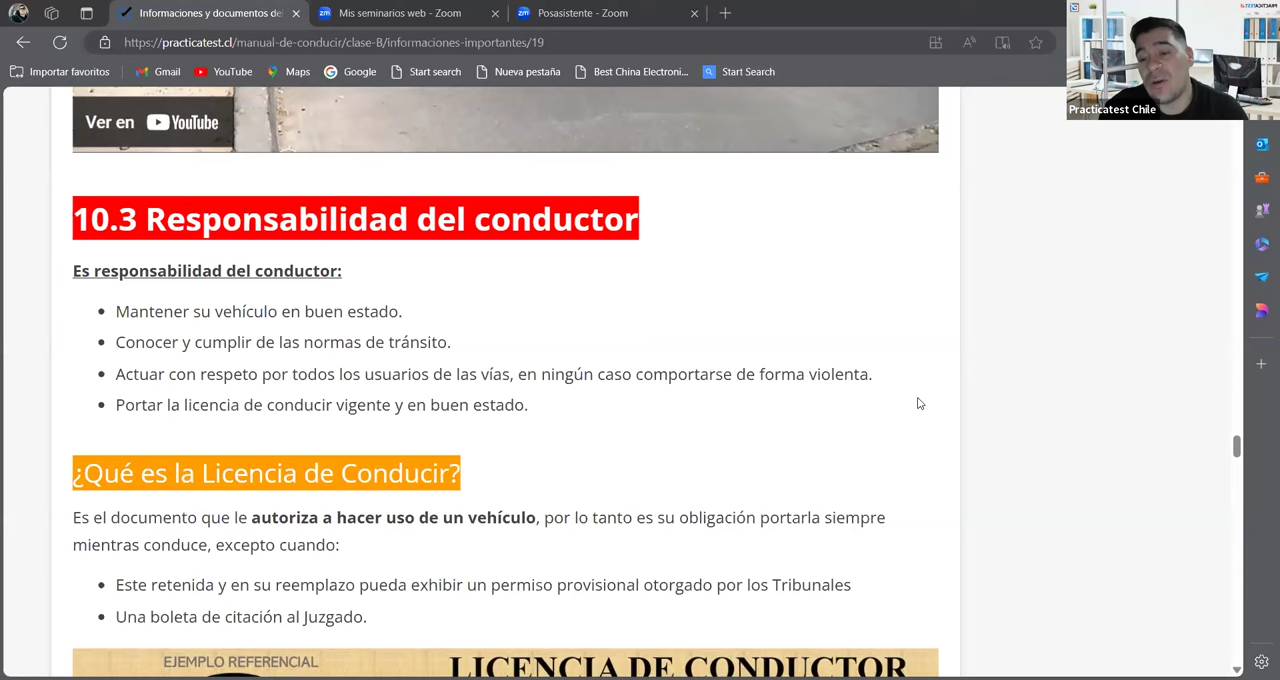 Informaciones y documentos del
Mis seminarios web - Zoom
Posasistente - Zoom
https://practicatest.cl/manual-de-conducir/clase-B/informaciones-importantes/19
Importar favoritos
Gmail
YouTube
Maps
Google
Start search
Nueva pestaña
Best China Electroni...
Start Search
Practicatest Chile
Ver en YouTube
10.3 Responsabilidad del conductor
Es responsabilidad del conductor:
• Mantener su vehículo en buen estado.
• Conocer y cumplir de las normas de tránsito.
• Actuar con respeto por todos los usuarios de las vías, en ningún caso comportarse de forma violenta.
• Portar la licencia de conducir vigente y en buen estado.
¿Qué es la Licencia de Conducir?
Es el documento que le autoriza a hacer uso de un vehículo, por lo tanto es su obligación portarla siempre
mientras conduce, excepto cuando:
• Este retenida y en su reemplazo pueda exhibir un permiso provisional otorgado por los Tribunales
• Una boleta de citación al Juzgado.
EJEMPLO REFERENCIAL
LICENCIA DE CONDUCTOR